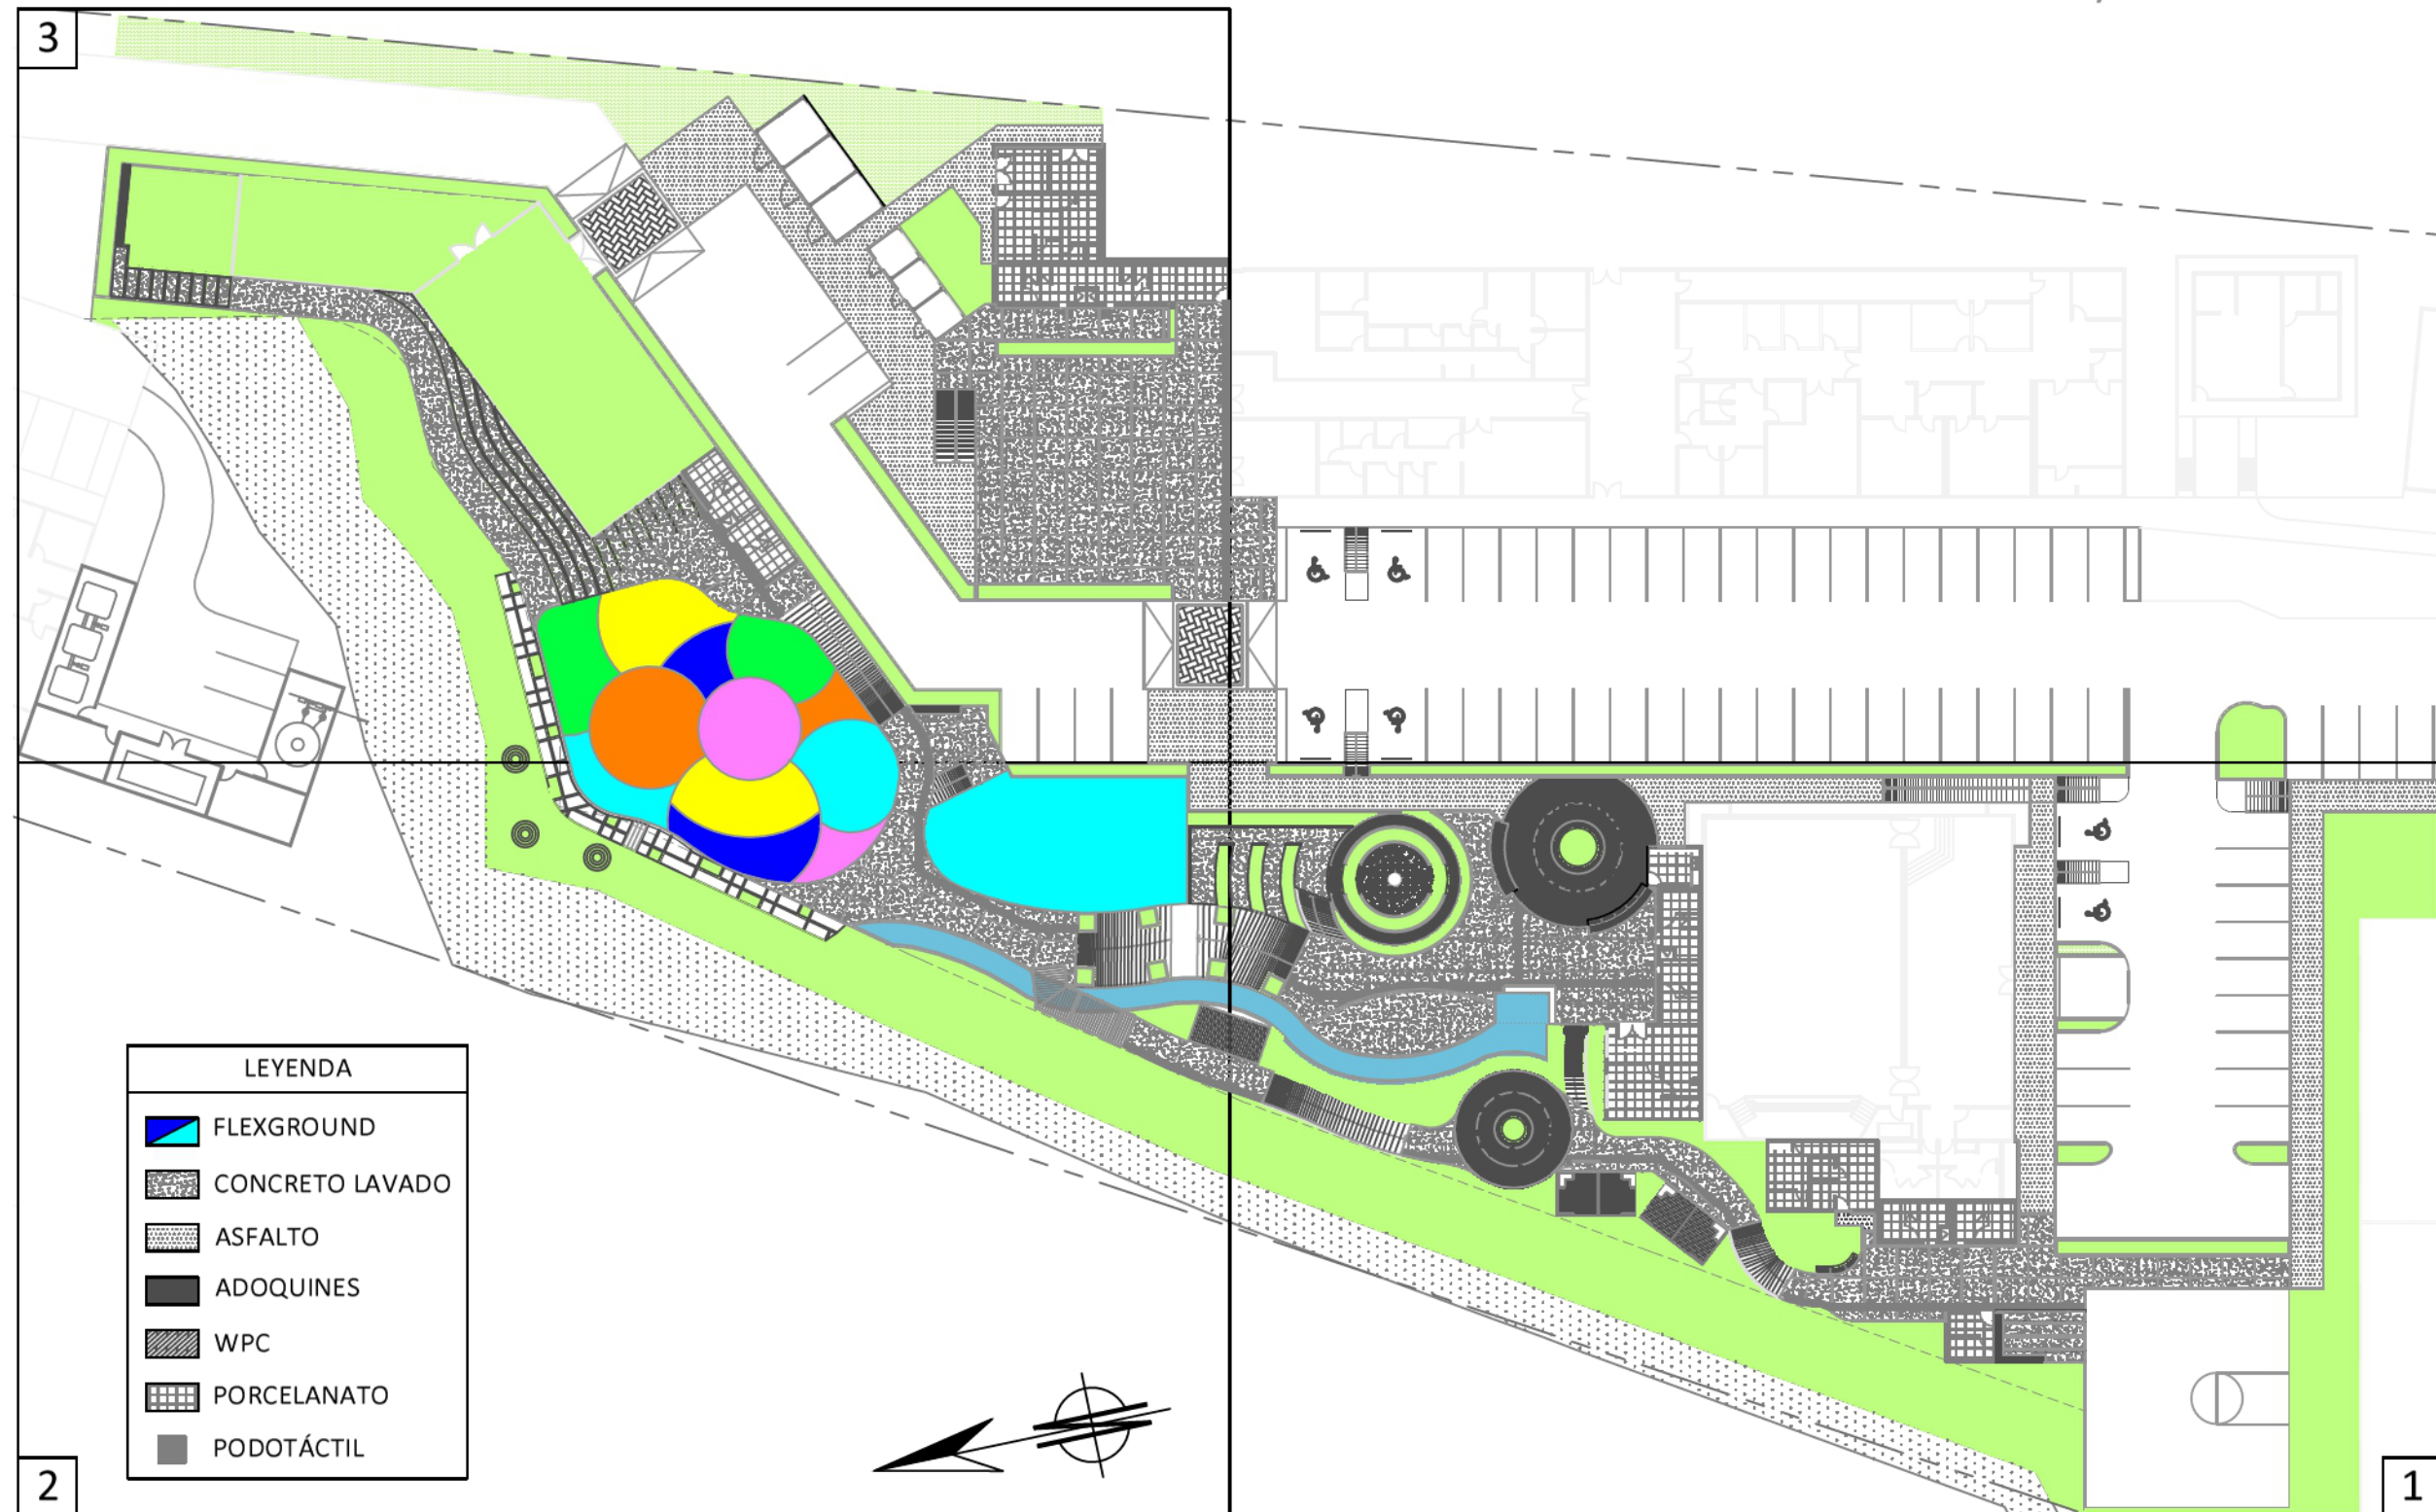 3
LEYENDA
FLEXGROUND
CONCRETO LAVADO
ASFALTO
ADOQUINES
WPC
PORCELANATO
PODOTÁCTIL
2
1